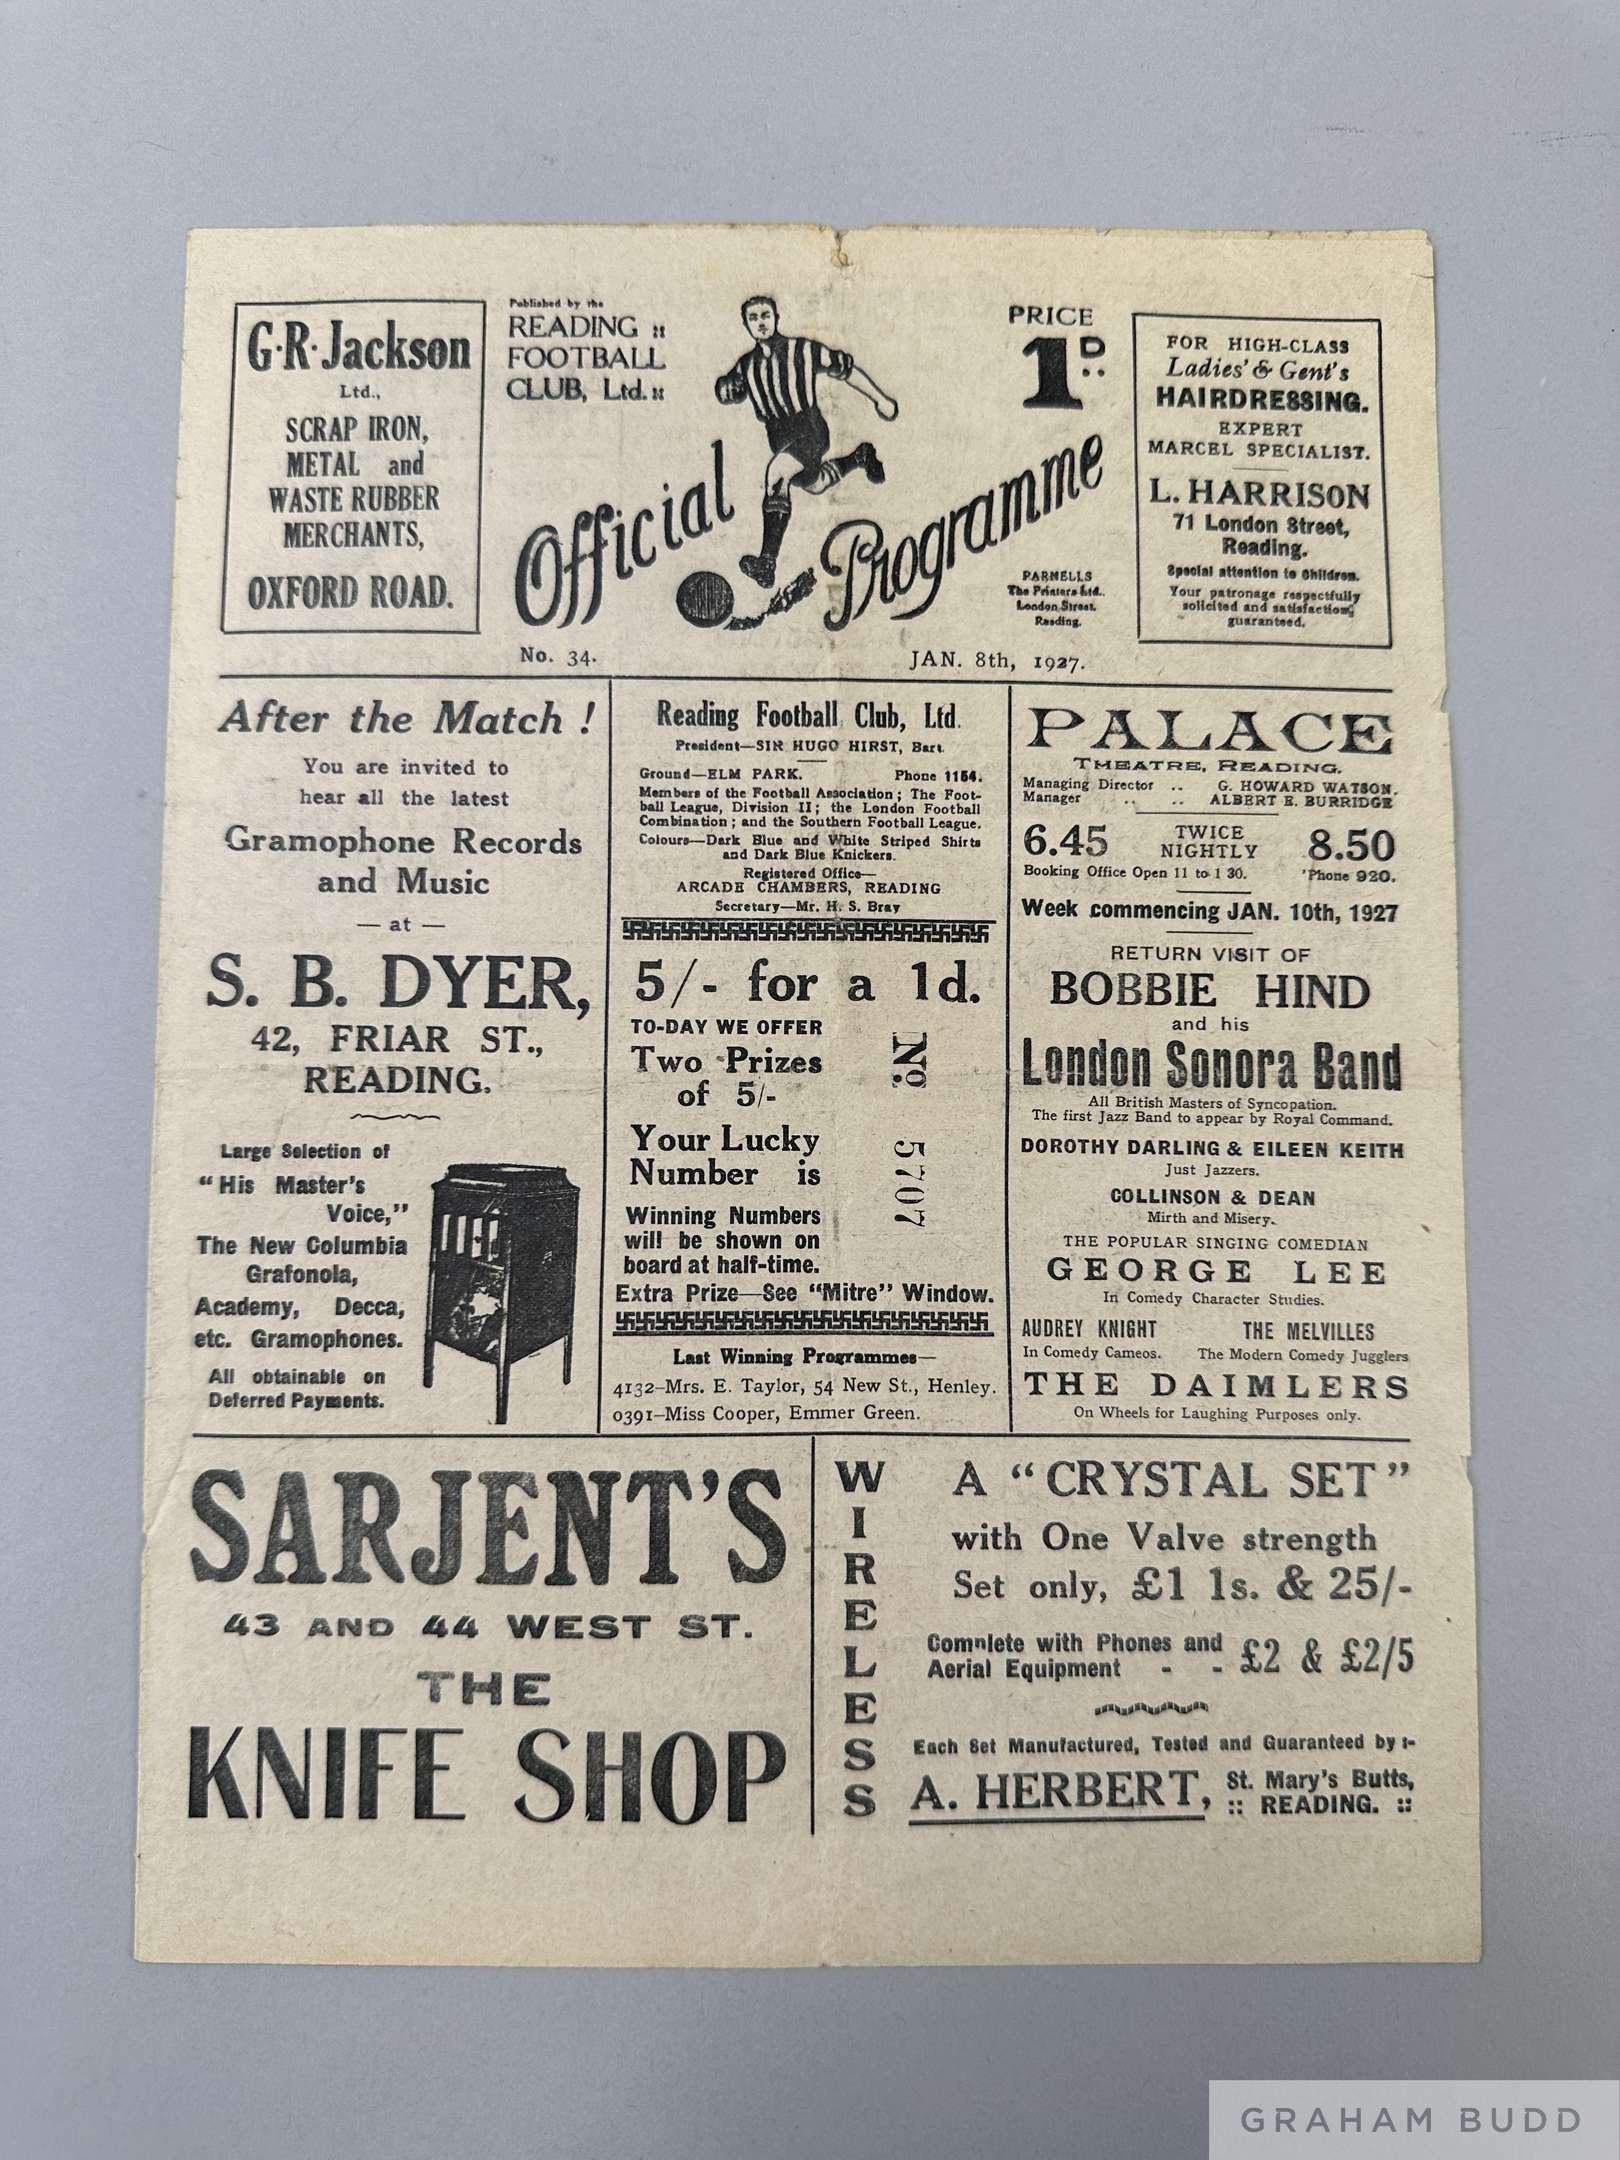 G·R·Jackson
Ltd.,
SCRAP IRON,
METAL and
WASTE RUBBER
MERCHANTS,
OXFORD ROAD.
Published by the
READING ::
FOOTBALL
CLUB, Ltd. ::
Official Programme
PRICE
1D
..
PARNELLS
The Printers Ltd..
London Street.
Reading.
No. 34.
JAN. 8th, 1927.
FOR HIGH-CLASS
Ladies' & Gent's
HAIRDRESSING.
EXPERT
MARCEL SPECIALIST.
L. HARRISON
71 London Street,
Reading.
Special attention to Children.
Your patronage respectfully
solicited and satisfaction
guaranteed.
After the Match !
You are invited to
hear all the latest
Gramophone Records
and Music
— at —
S. B. DYER,
42, FRIAR ST.,
READING.
Large Selection of
"His Master's
Voice,"
The New Columbia
Grafonola,
Academy, Decca,
etc. Gramophones.
All obtainable on
Deferred Payments.
Reading Football Club, Ltd.
President—SIR HUGO HIRST, Bart.
Ground—ELM PARK. Phone 1154.
Members of the Football Association; The Foot-
ball League, Division II; the London Football
Combination; and the Southern Football League.
Colours—Dark Blue and White Striped Shirts
and Dark Blue Knickers.
Registered Office—
ARCADE CHAMBERS, READING
Secretary—Mr. H. S. Bray
5/- for a 1d.
TO-DAY WE OFFER
Two Prizes
of 5/-
Your Lucky
Number is
No. 5707
Winning Numbers
will be shown on
board at half-time.
Extra Prize—See "Mitre" Window.
Last Winning Programmes—
4132—Mrs. E. Taylor, 54 New St., Henley.
0391—Miss Cooper, Emmer Green.
PALACE
THEATRE, READING.
Managing Director .. G. HOWARD WATSON.
Manager .. .. ALBERT E. BURRIDGE
6.45 TWICE NIGHTLY 8.50
Booking Office Open 11 to 1 30. 'Phone 920.
Week commencing JAN. 10th, 1927
RETURN VISIT OF
BOBBIE HIND
and his
London Sonora Band
All British Masters of Syncopation.
The first Jazz Band to appear by Royal Command.
DOROTHY DARLING & EILEEN KEITH
Just Jazzers.
COLLINSON & DEAN
Mirth and Misery.
THE POPULAR SINGING COMEDIAN
GEORGE LEE
In Comedy Character Studies.
AUDREY KNIGHT THE MELVILLES
In Comedy Cameos. The Modern Comedy Jugglers
THE DAIMLERS
On Wheels for Laughing Purposes only.
SARJENT'S
43 AND 44 WEST ST.
THE
KNIFE SHOP
WIRELESS
A "CRYSTAL SET"
with One Valve strength
Set only, £1 1s. & 25/-
Complete with Phones and
Aerial Equipment - - £2 & £2/5
Each Set Manufactured, Tested and Guaranteed by :-
A. HERBERT, St. Mary's Butts,
:: READING. ::
GRAHAM BUDD